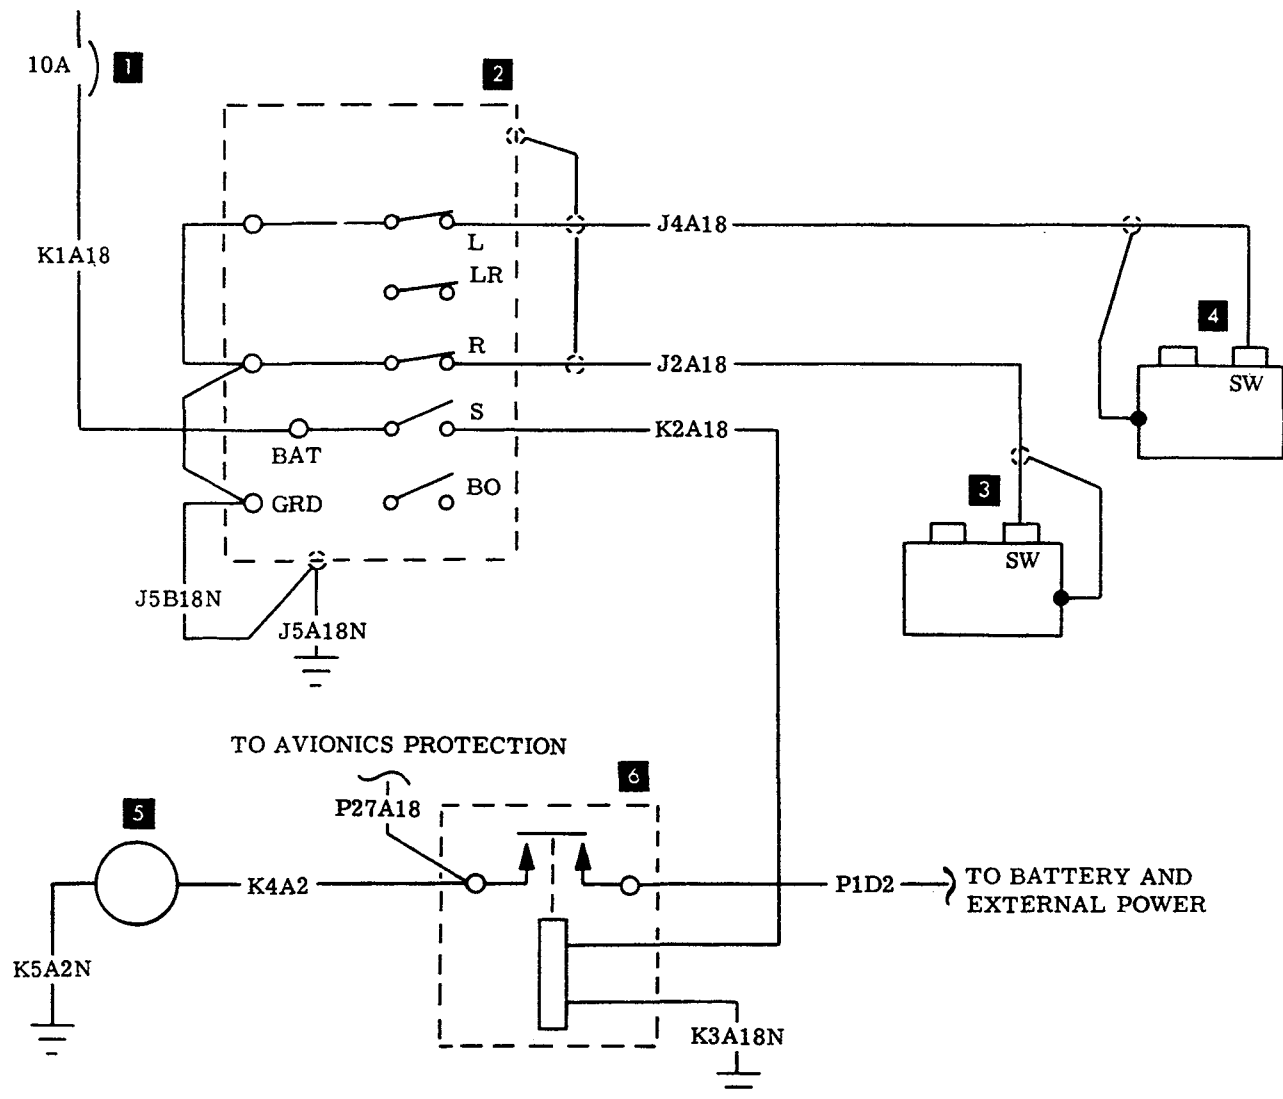 10A
1
2
K1A18
L
J4A18
LR
4
R
J2A18
SW
S
K2A18
BAT
3
BO
GRD
SW
J5B18N
J5A18N
TO AVIONICS PROTECTION
6
P27A18
5
K4A2
P1D2
TO BATTERY AND
EXTERNAL POWER
K5A2N
K3A18N